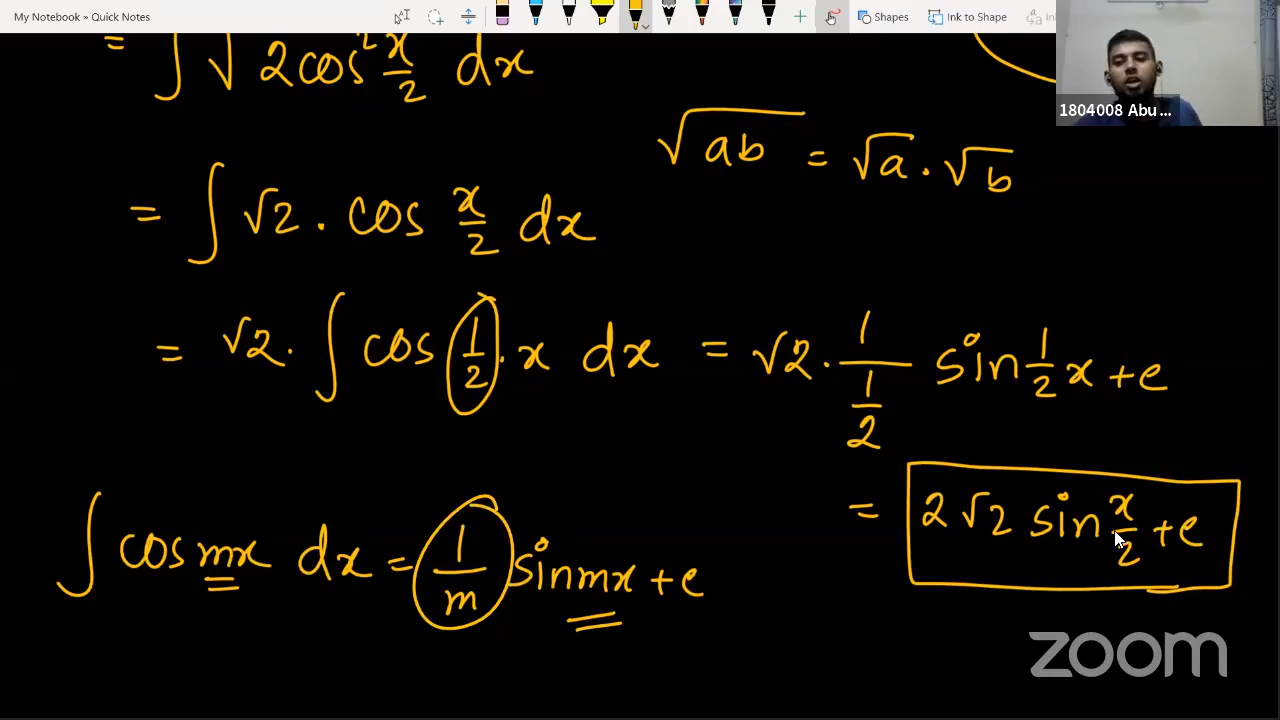 My Notebook » Quick Notes
Shapes
Ink to Shape
Ink
1804008 Abu ...
= ∫ √2cos²x/2 dx
√ab = √a . √b
= ∫ √2 . cos x/2 dx
= √2 . ∫ cos 1/2 . x dx = √2 . 1/(1/2) sin 1/2 x + e
= 2√2 sin x/2 + e
∫ cos mx dx = 1/m sin mx + e
zoom